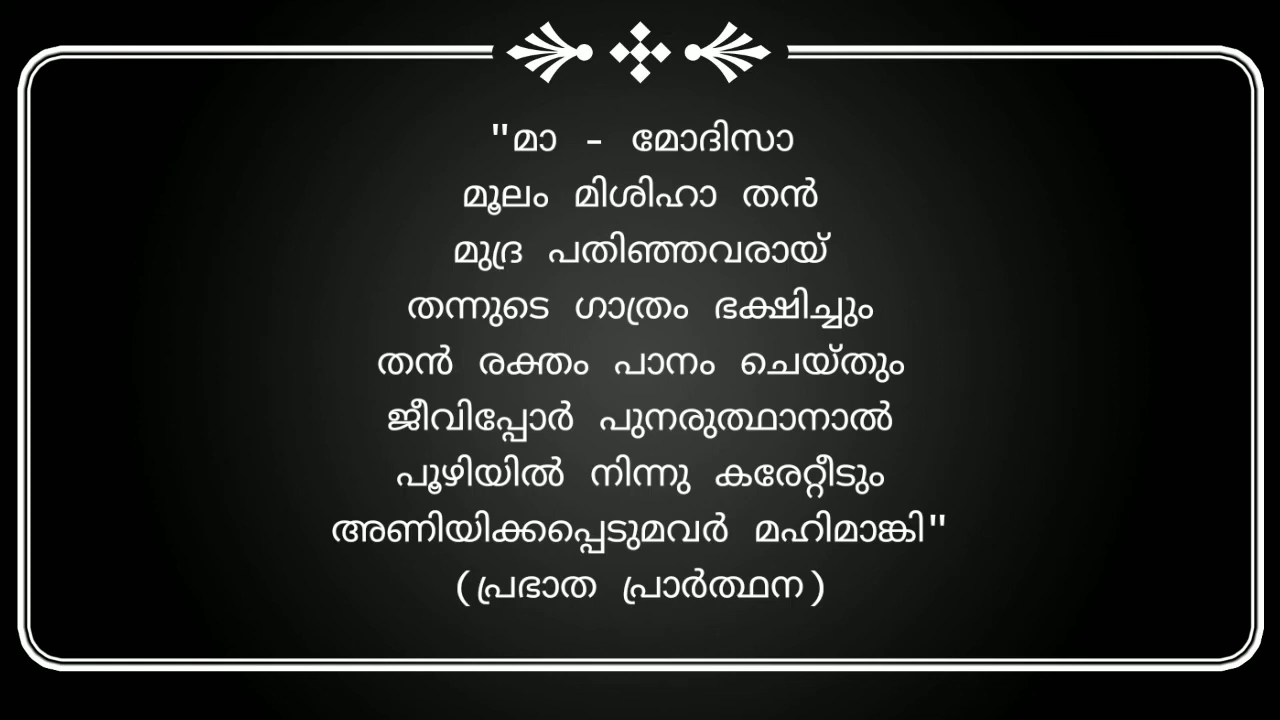 "മാ - മോദിസാ
മൂലം മിശിഹാ തൻ
മുദ്ര പതിഞ്ഞവരായ്
തന്നുടെ ഗാത്രം ഭക്ഷിച്ചും
തൻ രക്തം പാനം ചെയ്തും
ജീവിപ്പോർ പുനരുത്ഥാനാൽ
പൂഴിയിൽ നിന്നു കരേറ്റീടും
അണിയിക്കപ്പെടുമവർ മഹിമാങ്കി"
(പ്രഭാത പ്രാർത്ഥന)